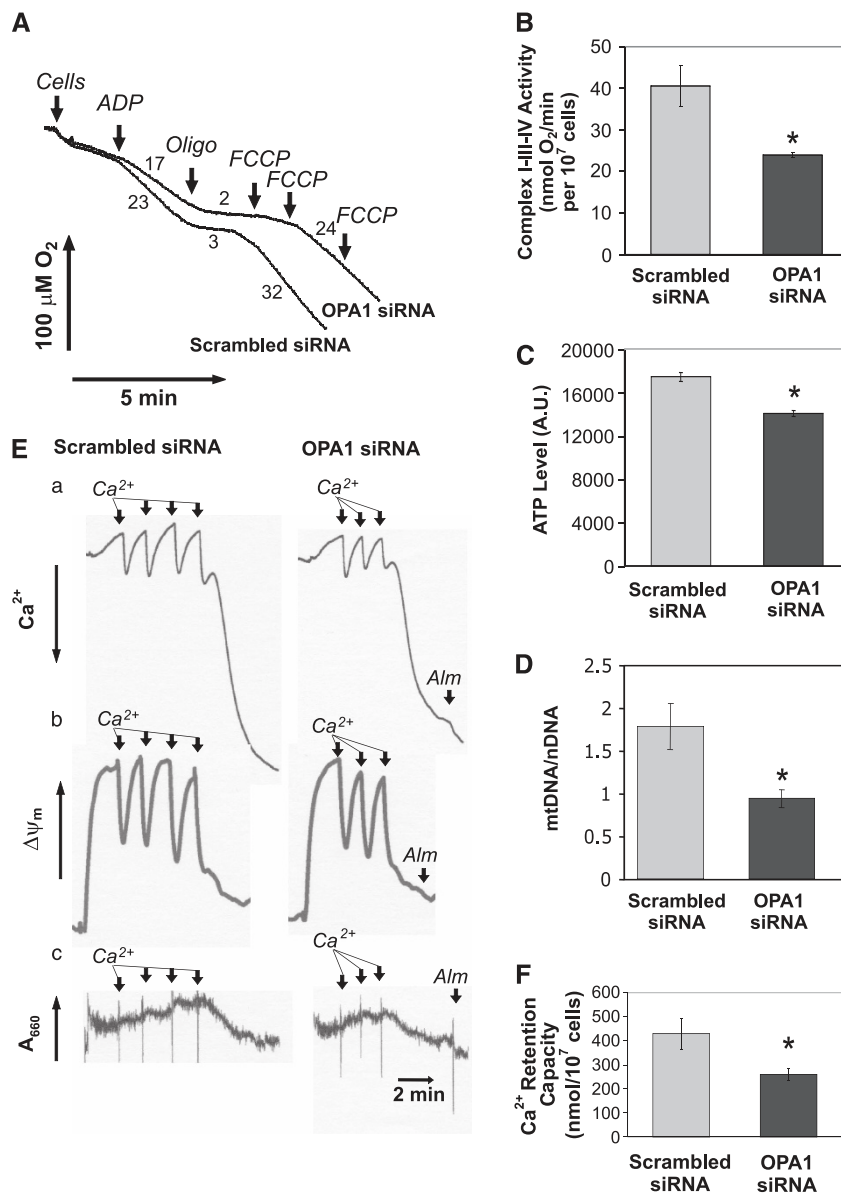 A
Cells
ADP
Oligo
FCCP
FCCP
FCCP
17
23
2
3
24
32
OPA1 siRNA
Scrambled siRNA
100 µM O2
5 min
B
Complex I-III-IV Activity
(nmol O2/min
per 10^7 cells)
50
40
30
20
10
0
*
Scrambled
siRNA
OPA1
siRNA
C
ATP Level (A.U.)
20000
16000
12000
8000
4000
0
*
Scrambled
siRNA
OPA1
siRNA
D
mtDNA/nDNA
2.5
2
1.5
1
0.5
0
*
Scrambled
siRNA
OPA1
siRNA
E
Scrambled siRNA
OPA1 siRNA
a
Ca2+
Ca2+
Ca2+
Alm
b
Ca2+
Ca2+
Δψm
Alm
c
Ca2+
Ca2+
Alm
A660
2 min
F
Ca2+ Retention
Capacity
(nmol/10^7 cells)
600
500
400
300
200
100
0
*
Scrambled
siRNA
OPA1
siRNA